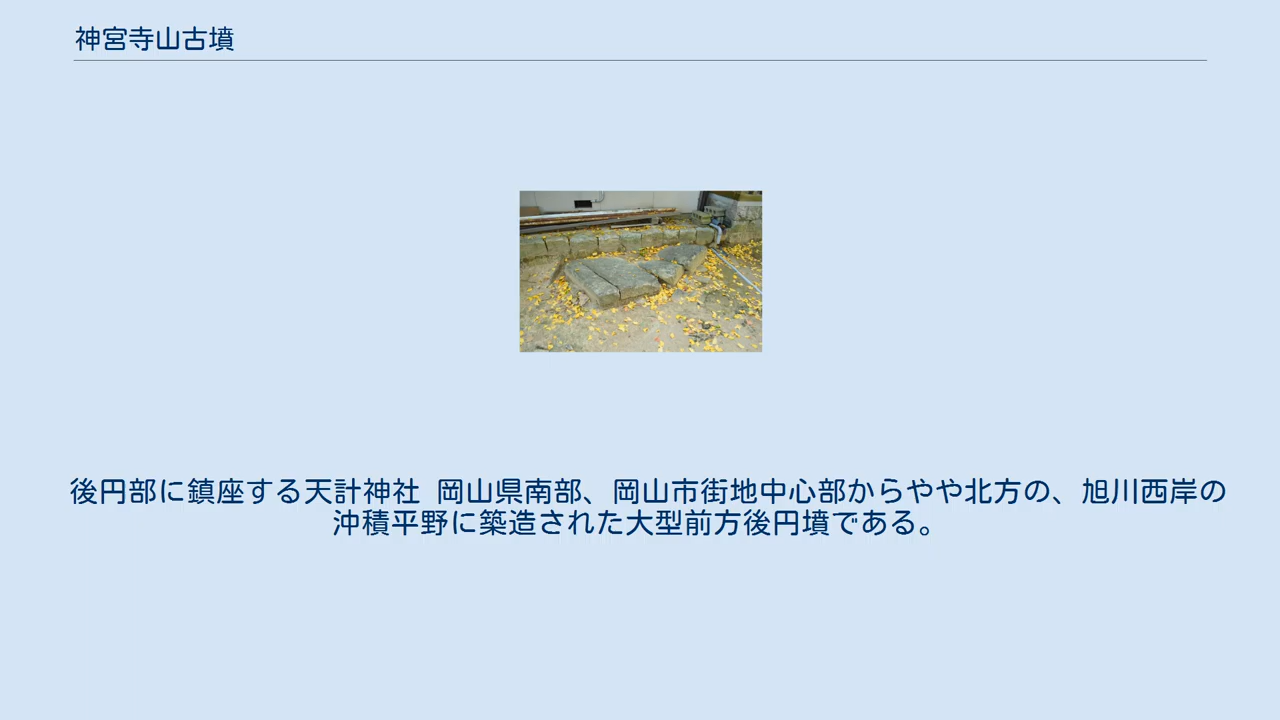 神宮寺山古墳
後円部に鎮座する天計神社 岡山県南部、岡山市街地中心部からやや北方の、旭川西岸の
沖積平野に築造された大型前方後円墳である。